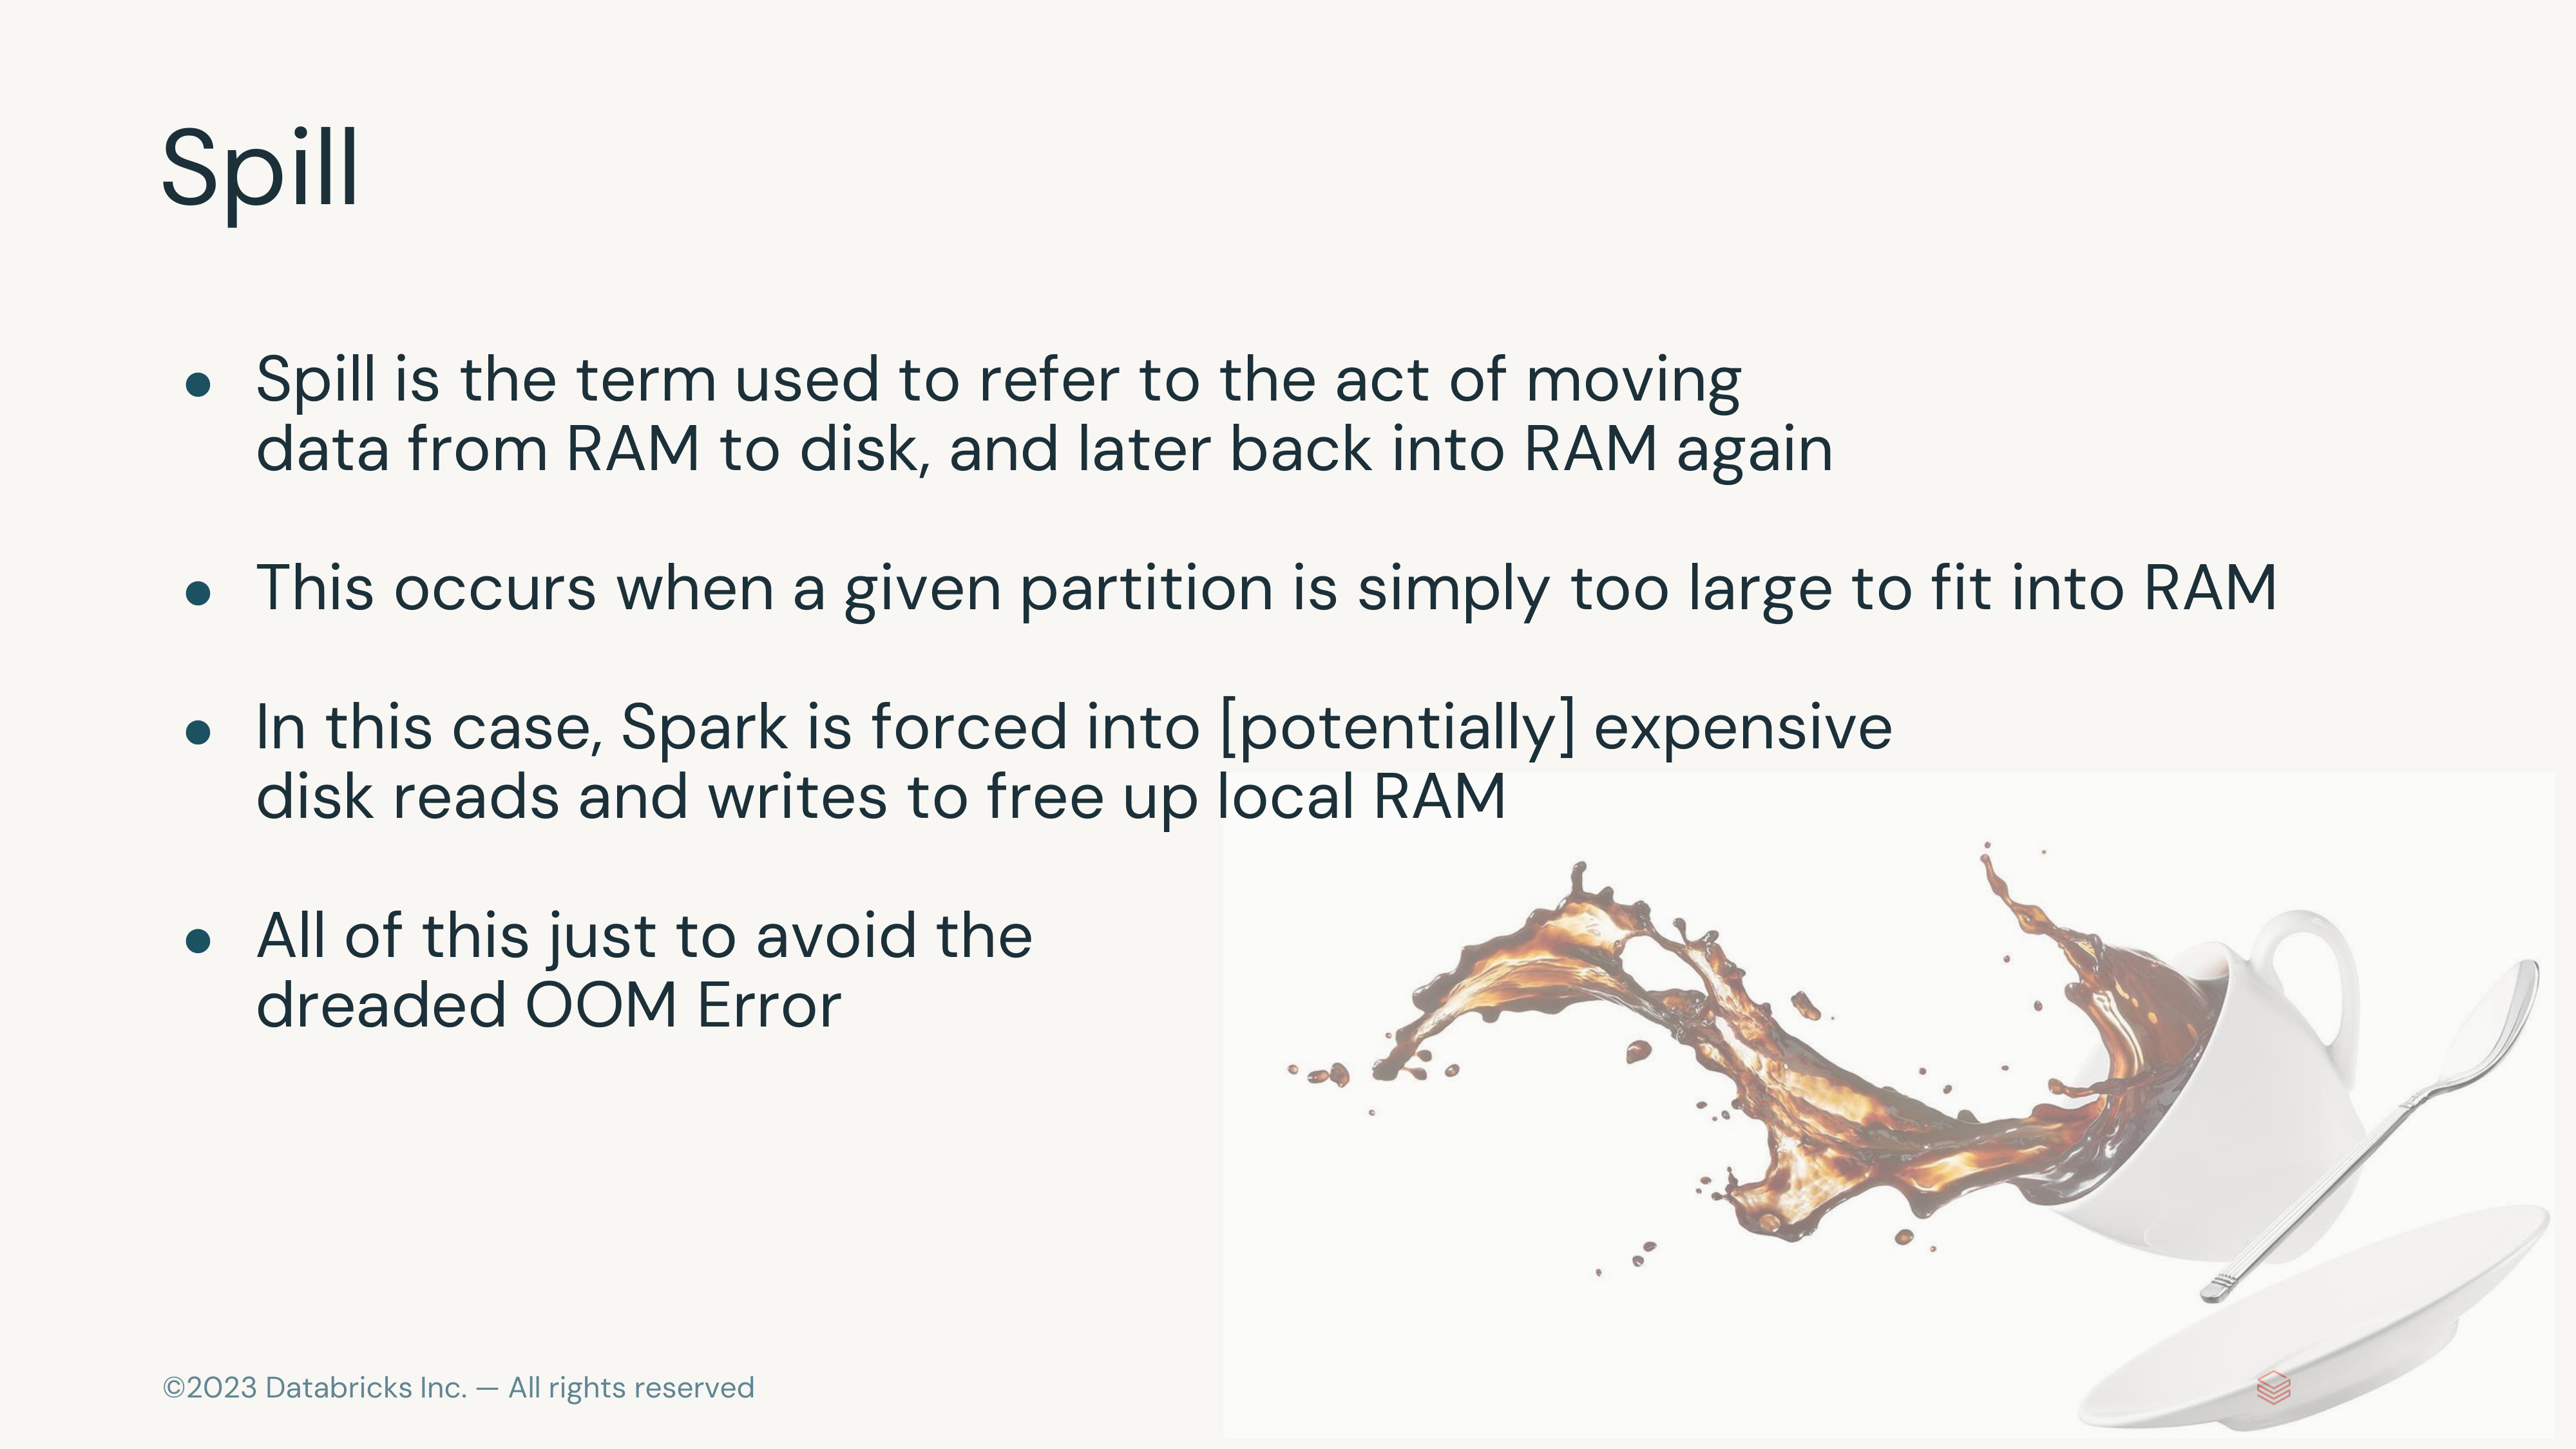 Spill
● Spill is the term used to refer to the act of moving
data from RAM to disk, and later back into RAM again
● This occurs when a given partition is simply too large to fit into RAM
● In this case, Spark is forced into [potentially] expensive
disk reads and writes to free up local RAM
● All of this just to avoid the
dreaded OOM Error
©2023 Databricks Inc. — All rights reserved